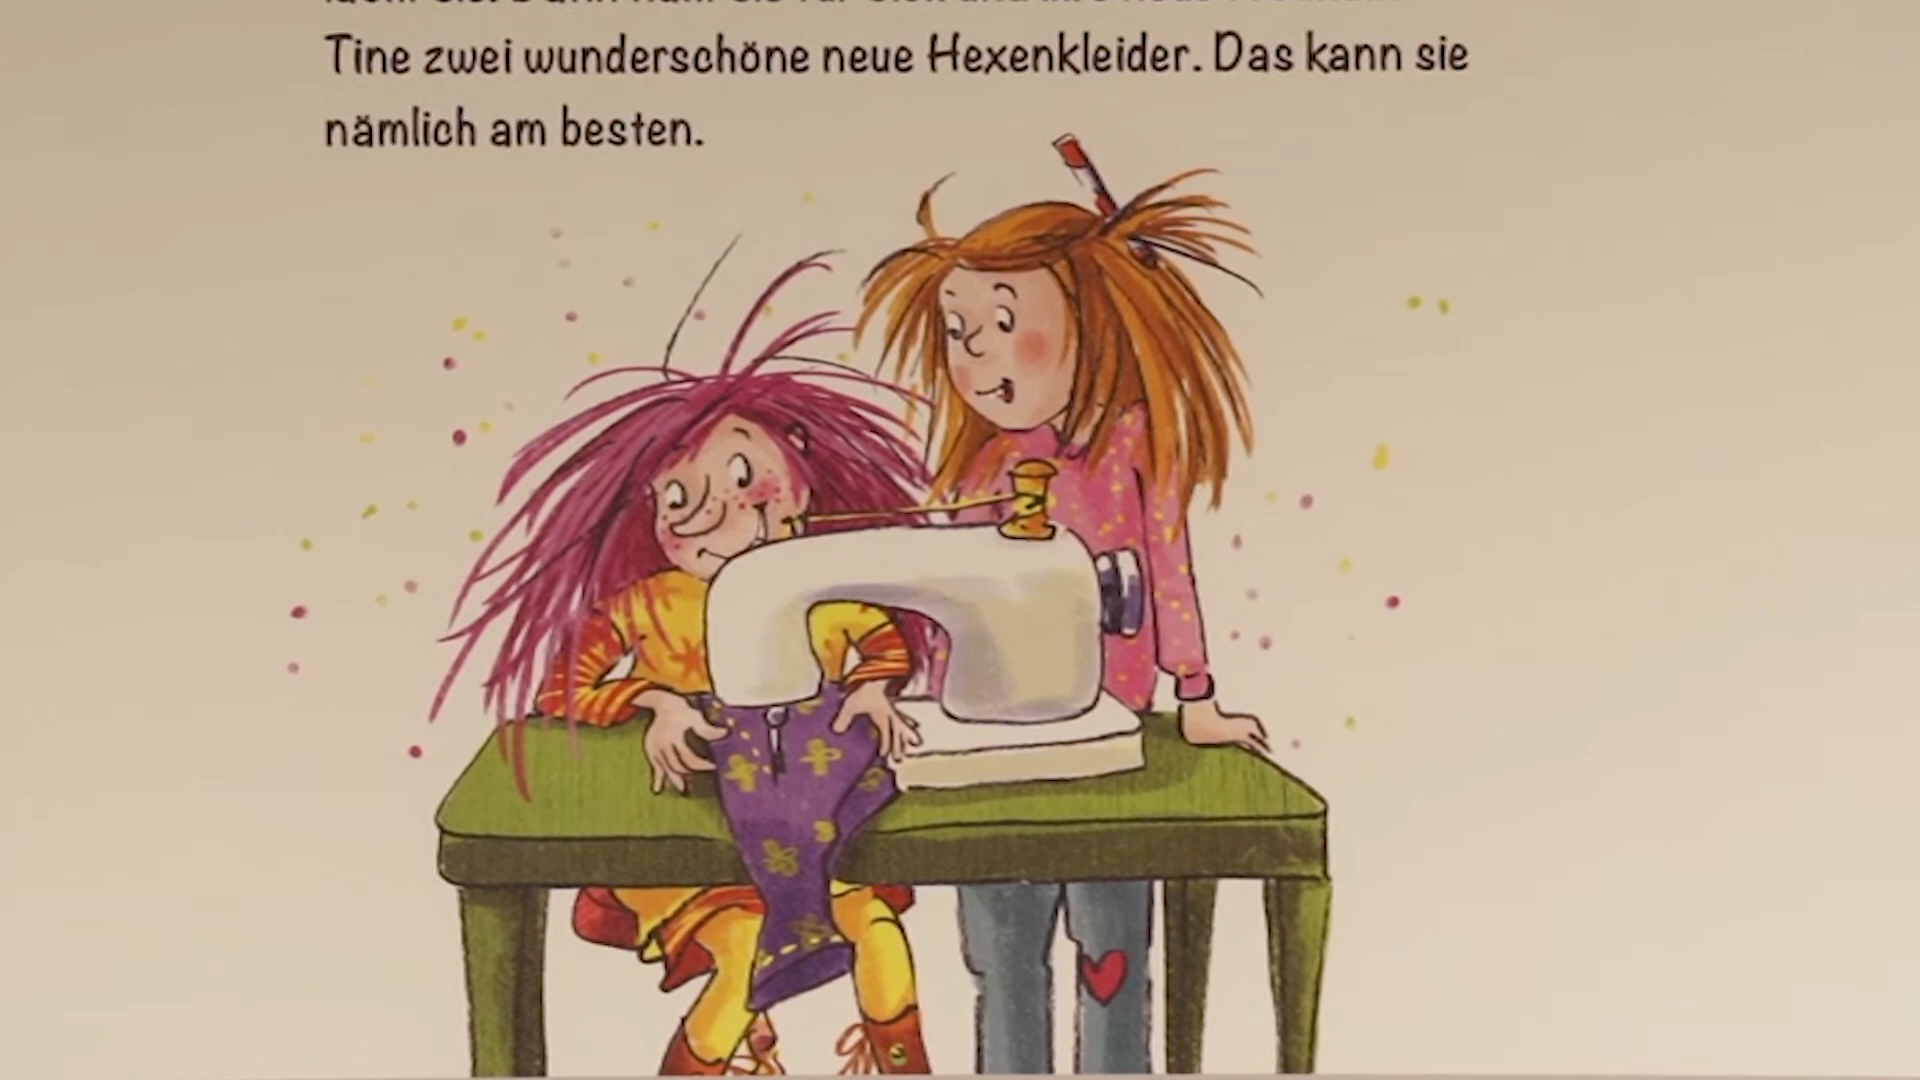 Tine zwei wunderschöne neue Hexenkleider. Das kann sie
nämlich am besten.